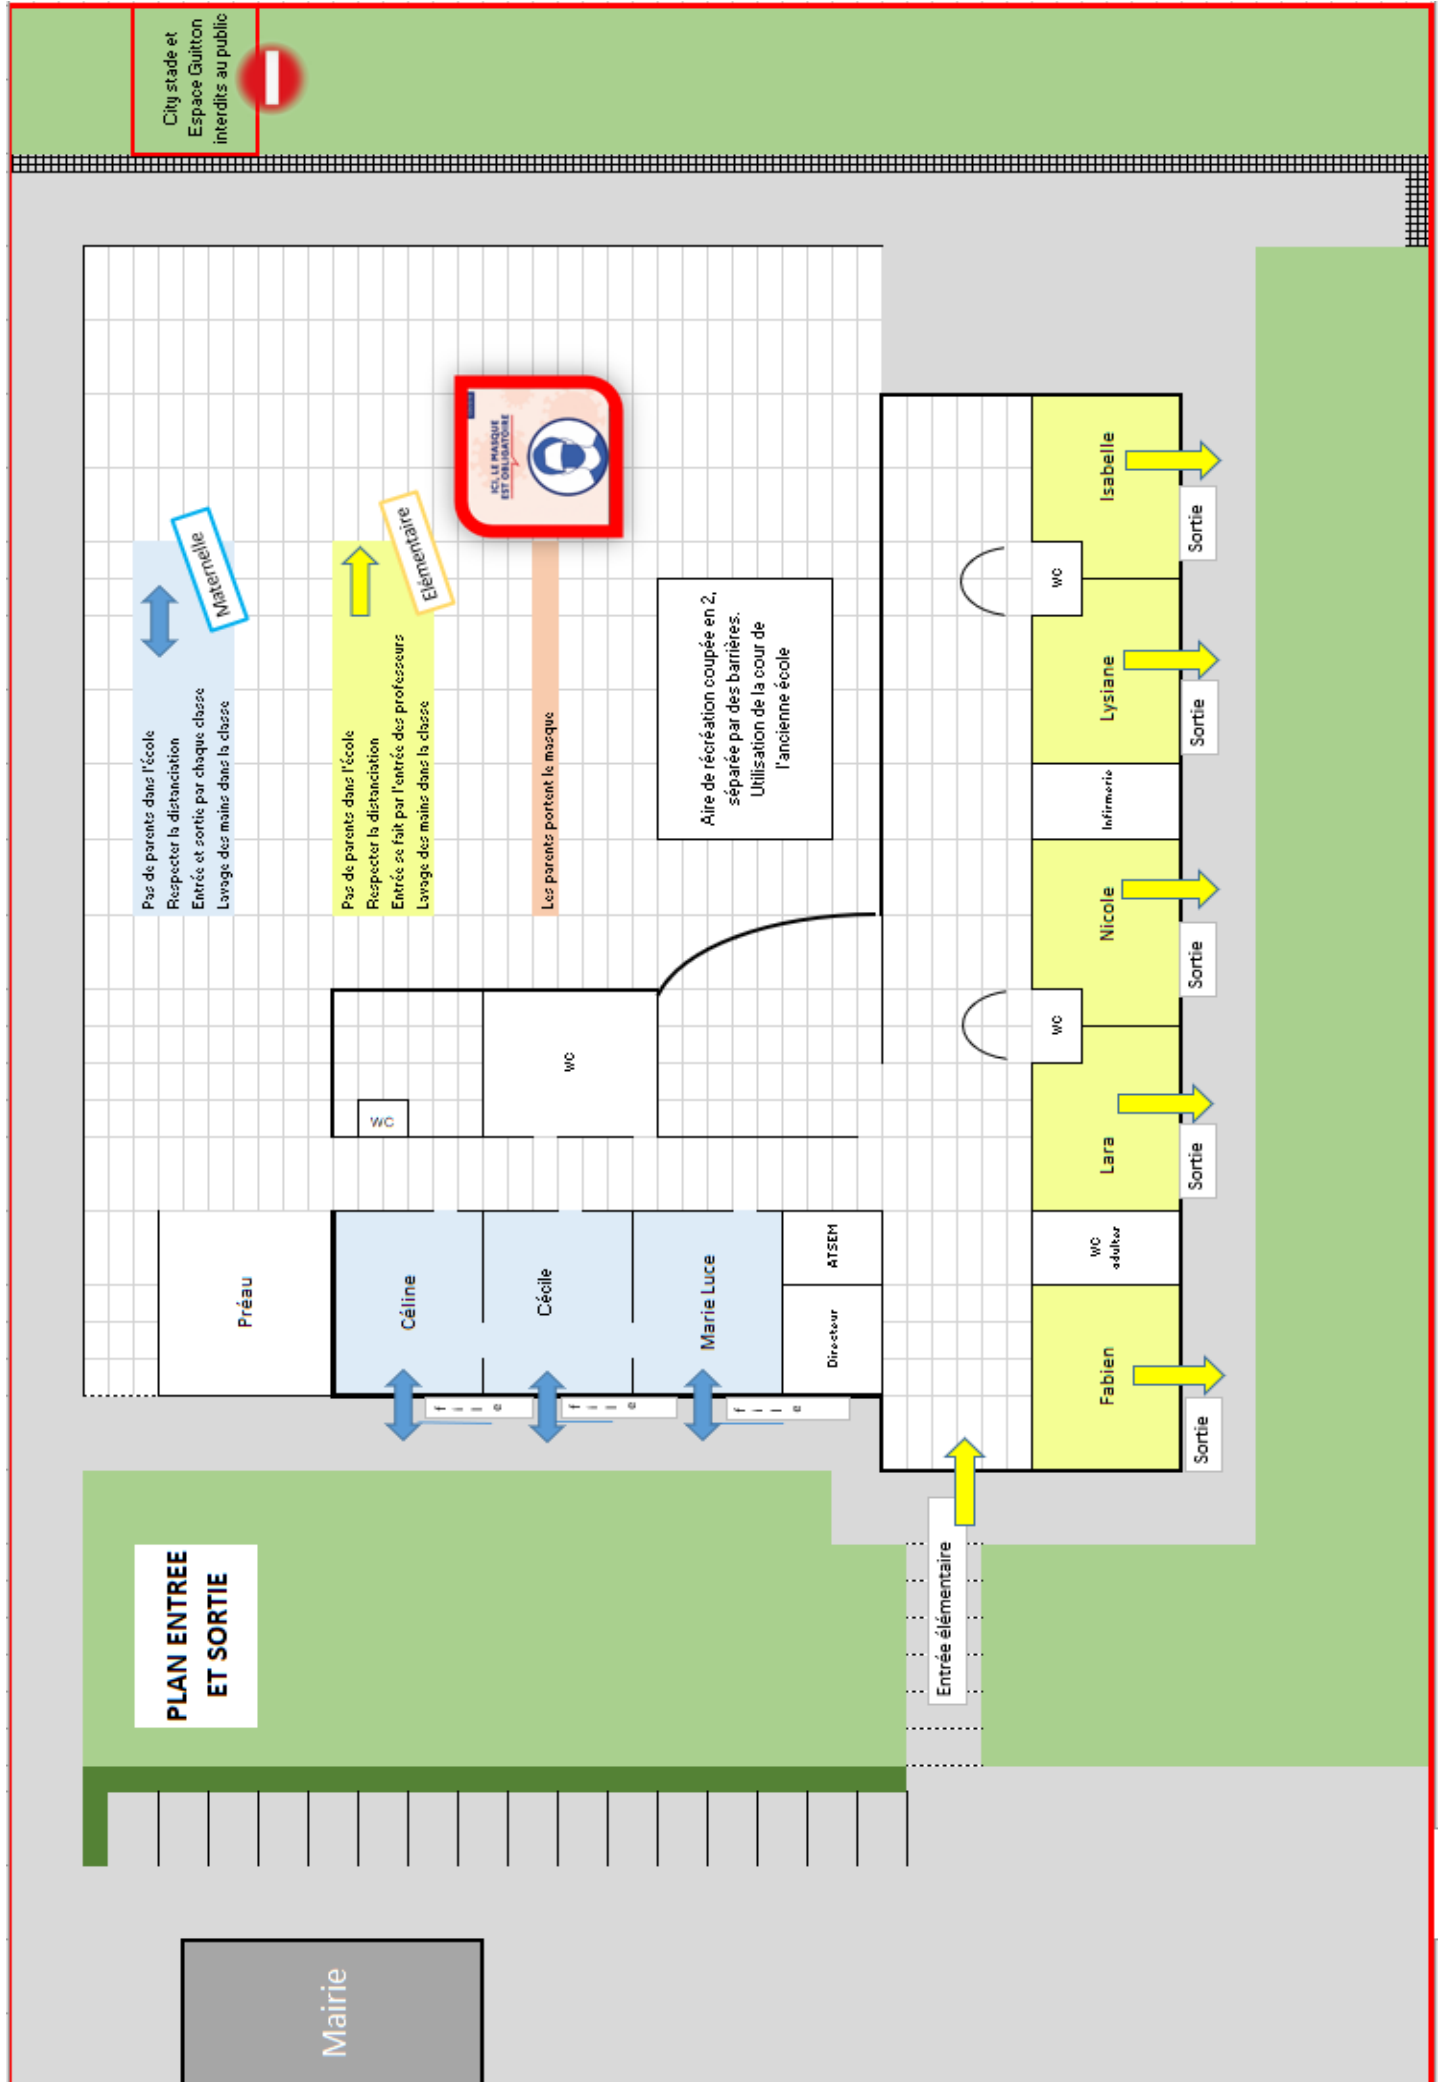 PLAN ENTREE
ET SORTIE
Mairie
Préau
Céline
Cécile
Marie Luce
Directeur
ATSEM
file
file
file
WC
WC
Pas de parents dans l'école
Respecter la distanciation
Entrée et sortie par chaque classe
Lavage des mains dans la classe
Maternelle
Pas de parents dans l'école
Respecter la distanciation
Entrée se fait par l'entrée des professeurs
Lavage des mains dans la classe
Elémentaire
Les parents portent le masque
ICI, LE MASQUE
EST OBLIGATOIRE
Aire de récréation coupée en 2,
séparée par des barrières.
Utilisation de la cour de
l'ancienne école
City stade et
Espace Guitton
interdits au public
Entrée élémentaire
Fabien
WC
adultes
Lara
WC
Nicole
Infirmerie
Lysiane
WC
Isabelle
Sortie
Sortie
Sortie
Sortie
Sortie